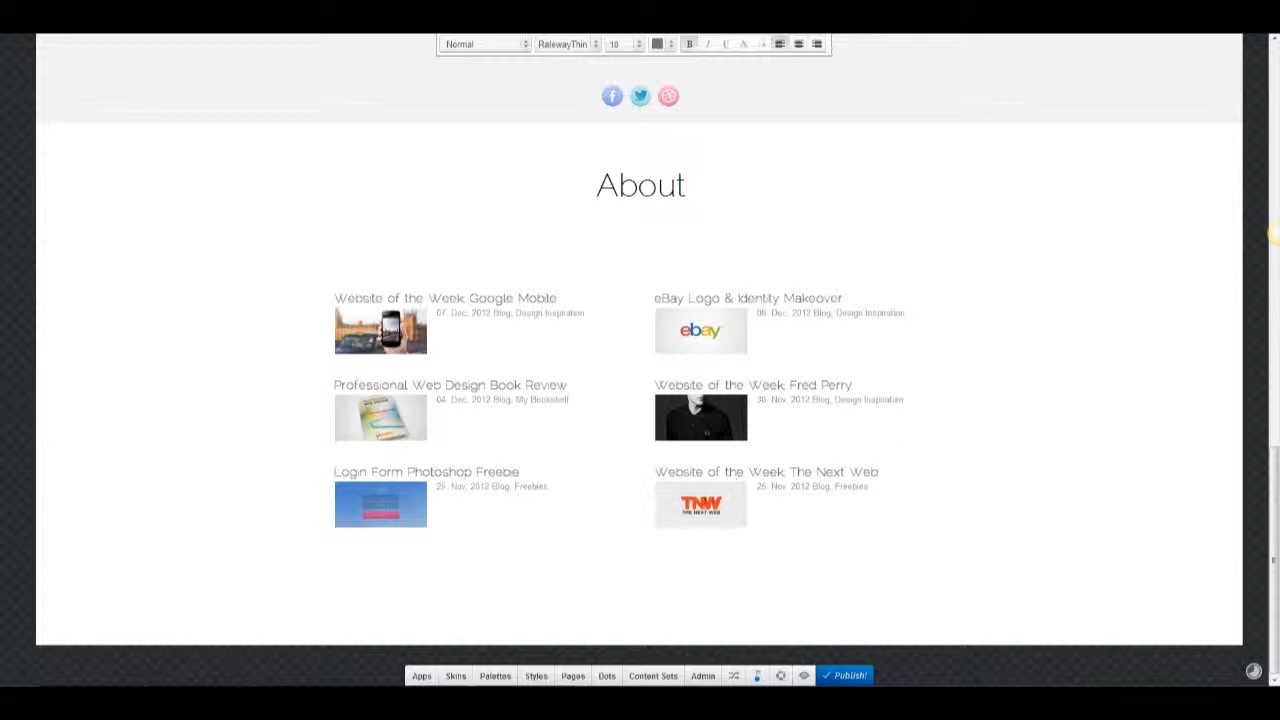 Normal RalewayThin 18 B I U A
About
Website of the Week: Google Mobile
07. Dec. 2012 Blog, Design Inspiration
eBay Logo & Identity Makeover
06. Dec. 2012 Blog, Design Inspiration
ebay
Professional Web Design Book Review
04. Dec. 2012 Blog, My Bookshelf
Website of the Week: Fred Perry
30. Nov. 2012 Blog, Design Inspiration
Login Form Photoshop Freebie
25. Nov. 2012 Blog, Freebies
Website of the Week: The Next Web
25. Nov. 2012 Blog, Freebies
TNW
THE NEXT WEB
Apps Skins Palettes Styles Pages Dots Content Sets Admin Publish!